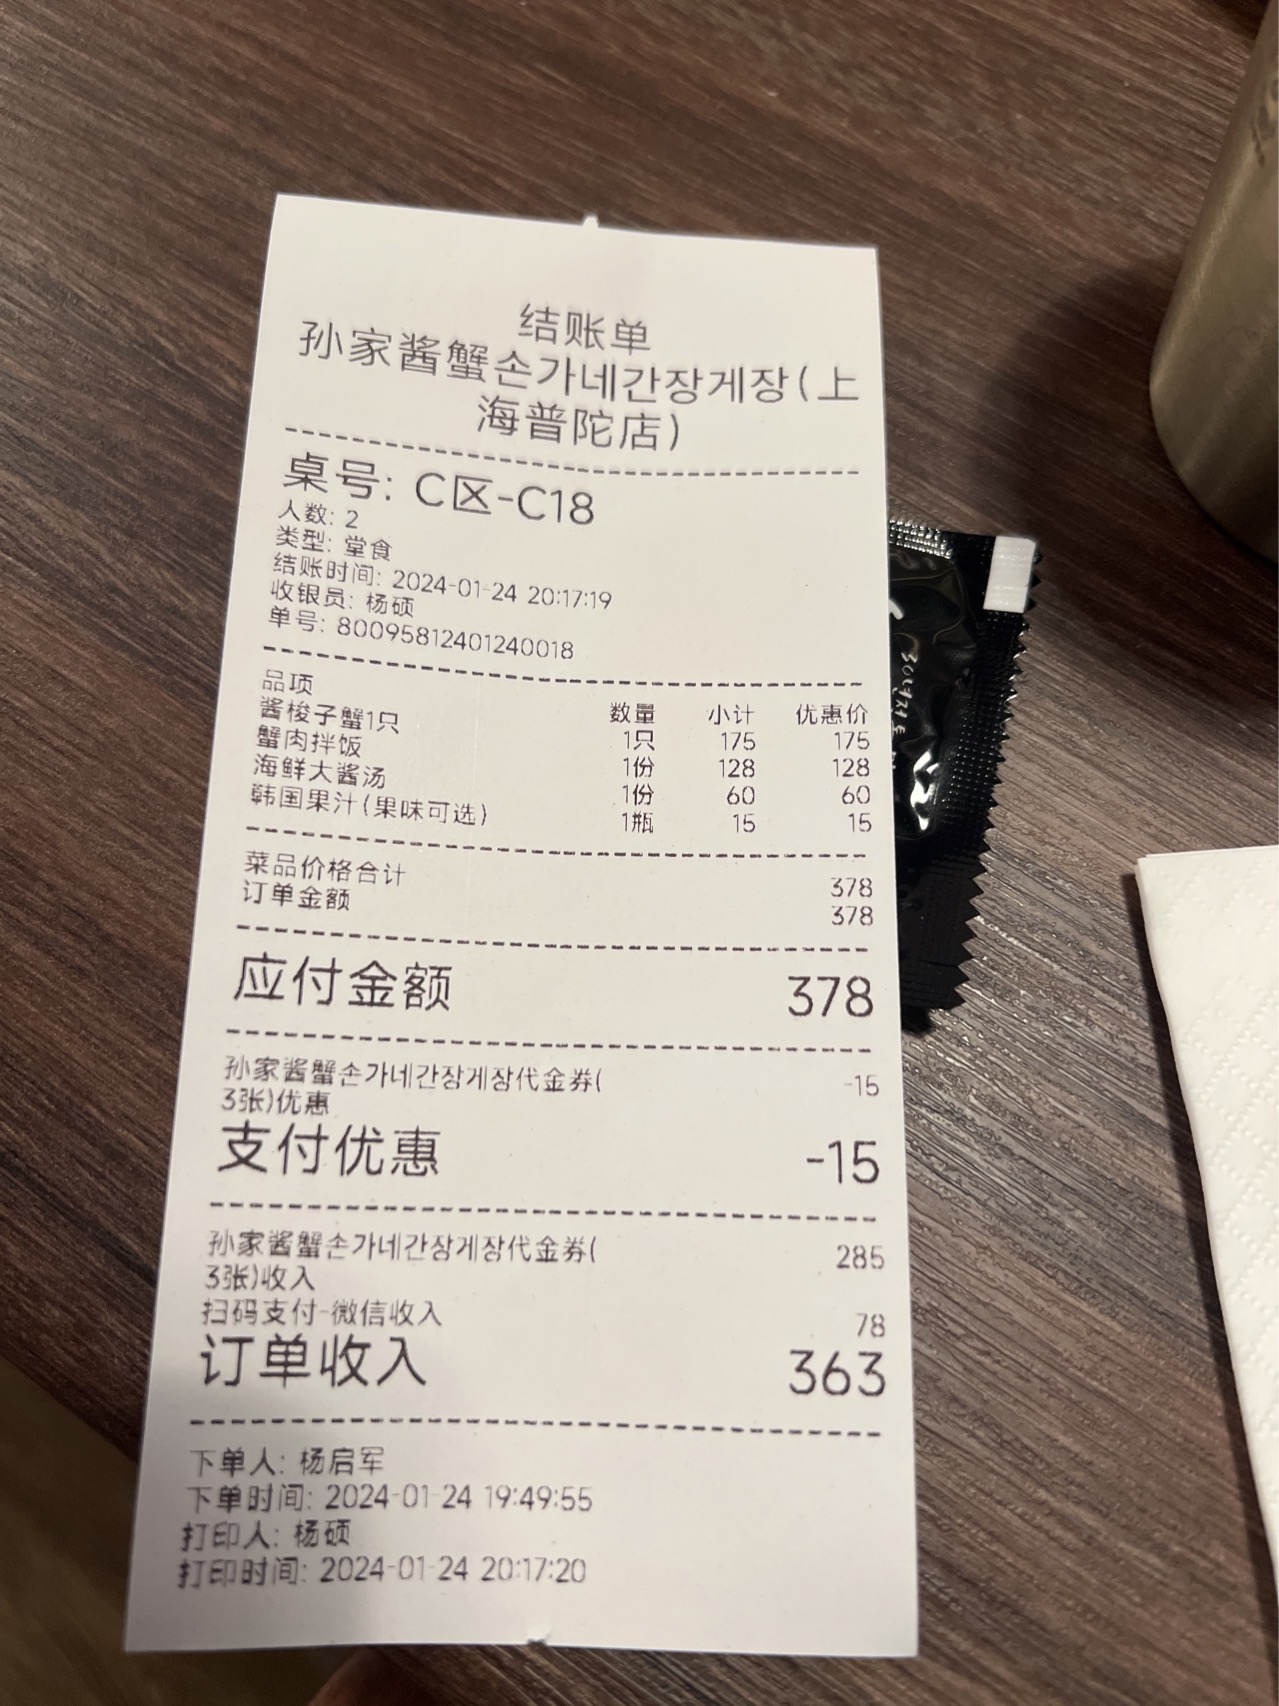 结账单
孙家酱蟹손가네간장게장(上
海普陀店)
桌号: C区-C18
人数: 2
类型: 堂食
结账时间: 2024-01-24 20:17:19
收银员: 杨硕
单号: 80095812401240018
品项 数量 小计 优惠价
酱梭子蟹1只 1只 175 175
蟹肉拌饭 1份 128 128
海鲜大酱汤 1份 60 60
韩国果汁(果味可选) 1瓶 15 15
菜品价格合计 378
订单金额 378
应付金额 378
孙家酱蟹손가네간장게장代金券( -15
3张)优惠
支付优惠 -15
孙家酱蟹손가네간장게장代金券( 285
3张)收入
扫码支付-微信收入 78
订单收入 363
下单人: 杨启军
下单时间: 2024-01-24 19:49:55
打印人: 杨硕
打印时间: 2024-01-24 20:17:20